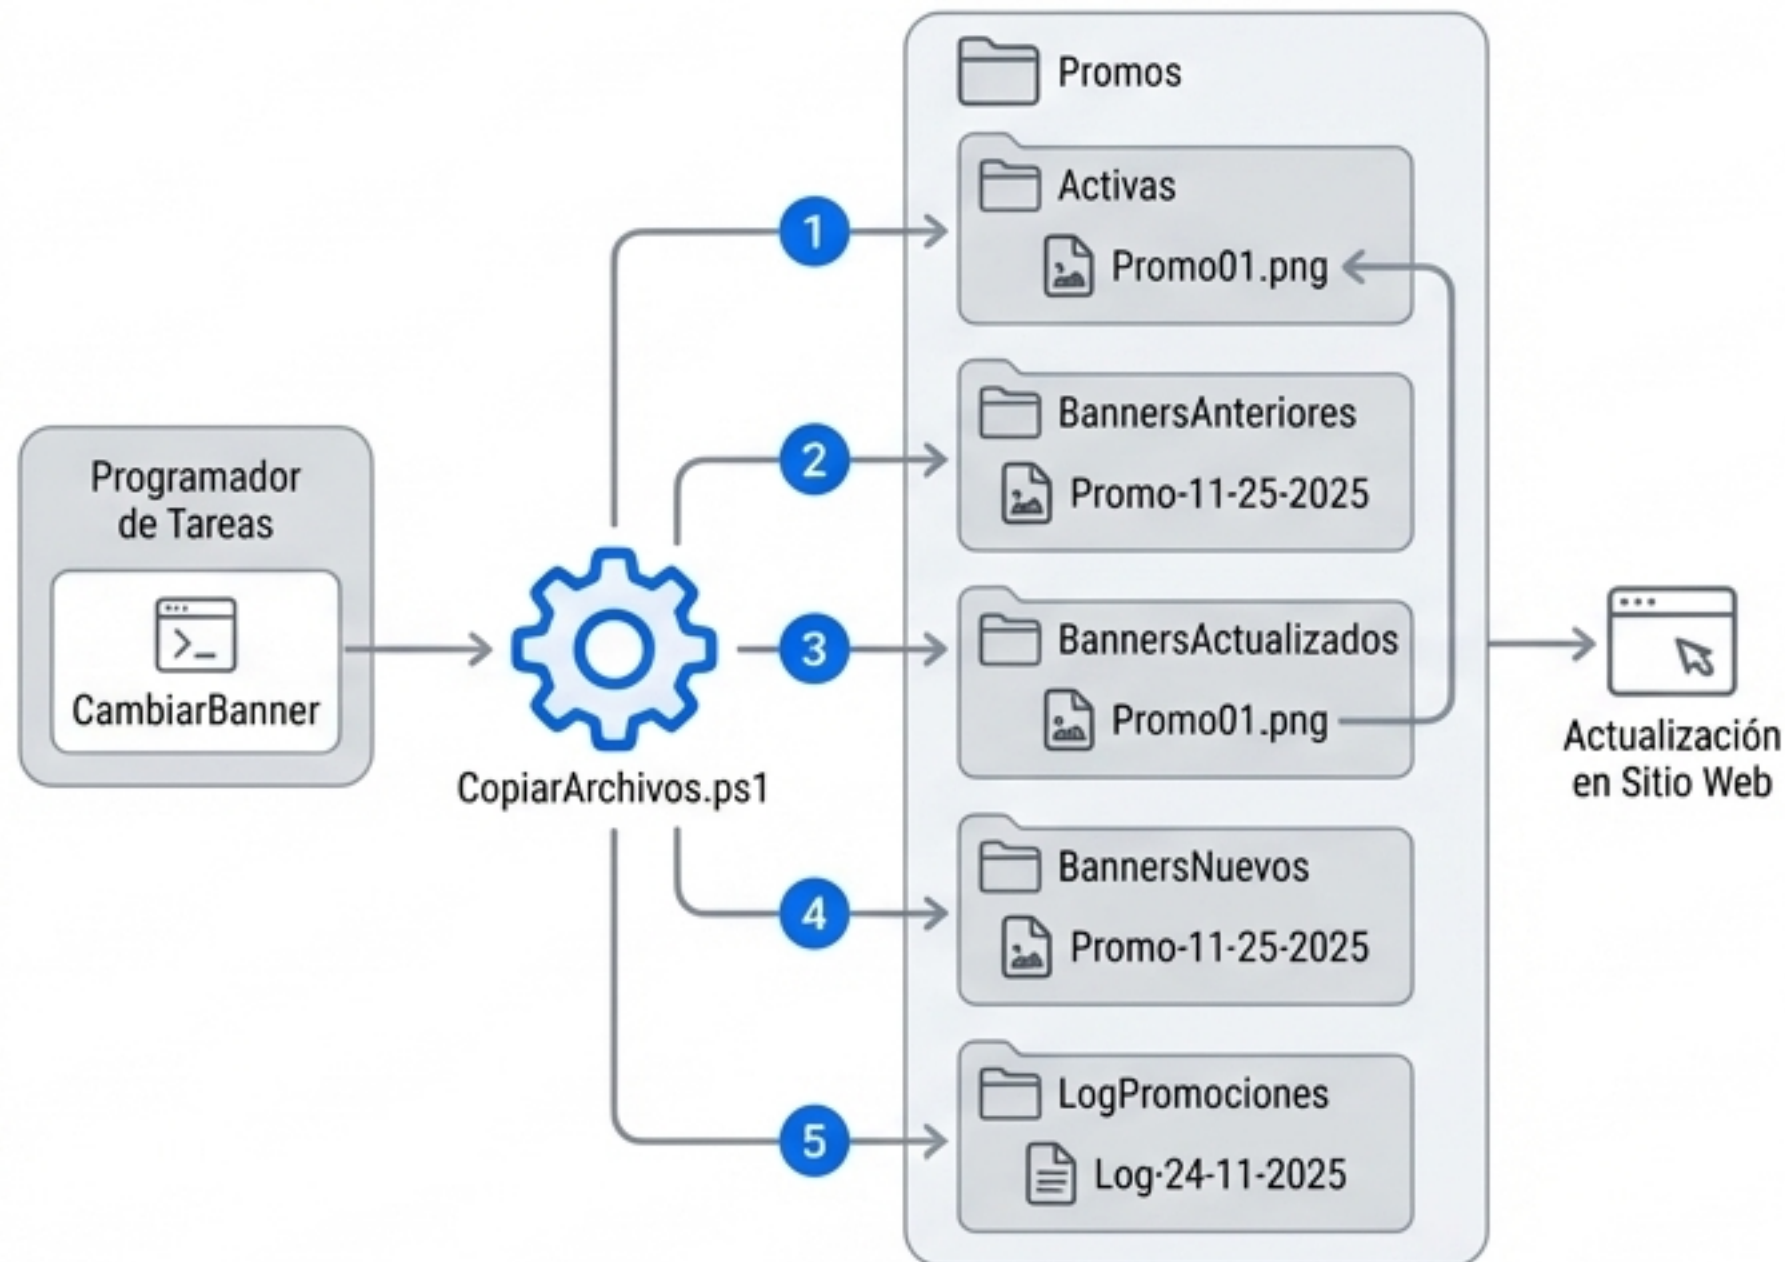 Programador
de Tareas
CambiarBanner
CopiarArchivos.ps1
1
2
3
4
5
Promos
Activas
Promo01.png
BannersAnteriores
Promo-11-25-2025
BannersActualizados
Promo01.png
BannersNuevos
Promo-11-25-2025
LogPromociones
Log·24-11-2025
Actualización
en Sitio Web